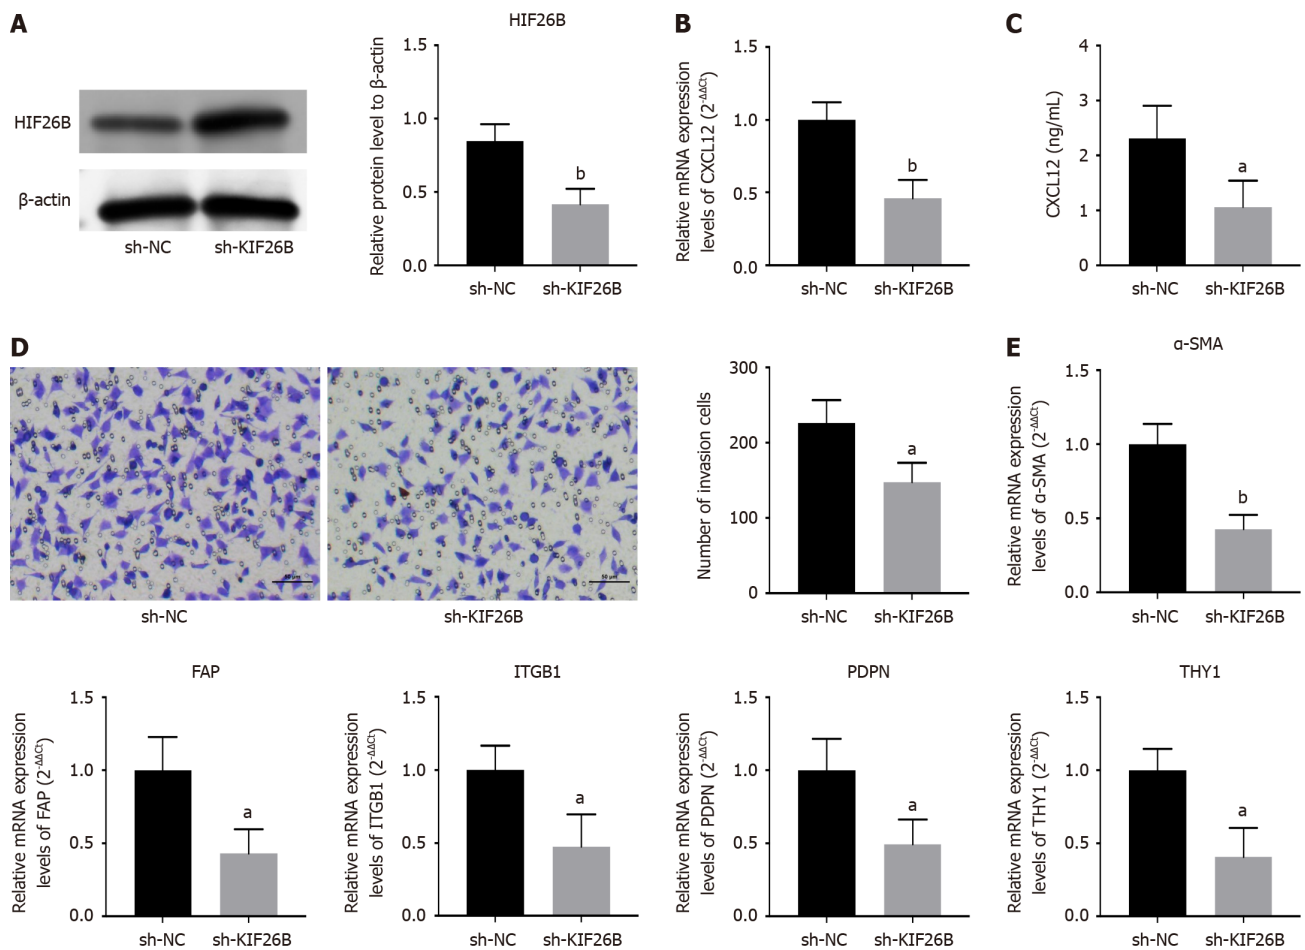 A
HIF26B
β-actin
sh-NC
sh-KIF26B
HIF26B
Relative protein level to β-actin
1.5
1.0
0.5
0.0
b
sh-NC
sh-KIF26B
B
Relative mRNA expression
levels of CXCL12 (2-ΔΔCt)
1.5
1.0
0.5
0.0
b
sh-NC
sh-KIF26B
C
CXCL12 (ng/mL)
4
3
2
1
0
a
sh-NC
sh-KIF26B
D
50 μm
50 μm
sh-NC
sh-KIF26B
Number of invasion cells
300
200
100
0
a
sh-NC
sh-KIF26B
E
α-SMA
Relative mRNA expression
levels of α-SMA (2-ΔΔCt)
1.5
1.0
0.5
0.0
b
sh-NC
sh-KIF26B
FAP
Relative mRNA expression
levels of FAP (2-ΔΔCt)
1.5
1.0
0.5
0.0
a
sh-NC
sh-KIF26B
ITGB1
Relative mRNA expression
levels of ITGB1 (2-ΔΔCt)
1.5
1.0
0.5
0.0
a
sh-NC
sh-KIF26B
PDPN
Relative mRNA expression
levels of PDPN (2-ΔΔCt)
1.5
1.0
0.5
0.0
a
sh-NC
sh-KIF26B
THY1
Relative mRNA expression
levels of THY1 (2-ΔΔCt)
1.5
1.0
0.5
0.0
a
sh-NC
sh-KIF26B